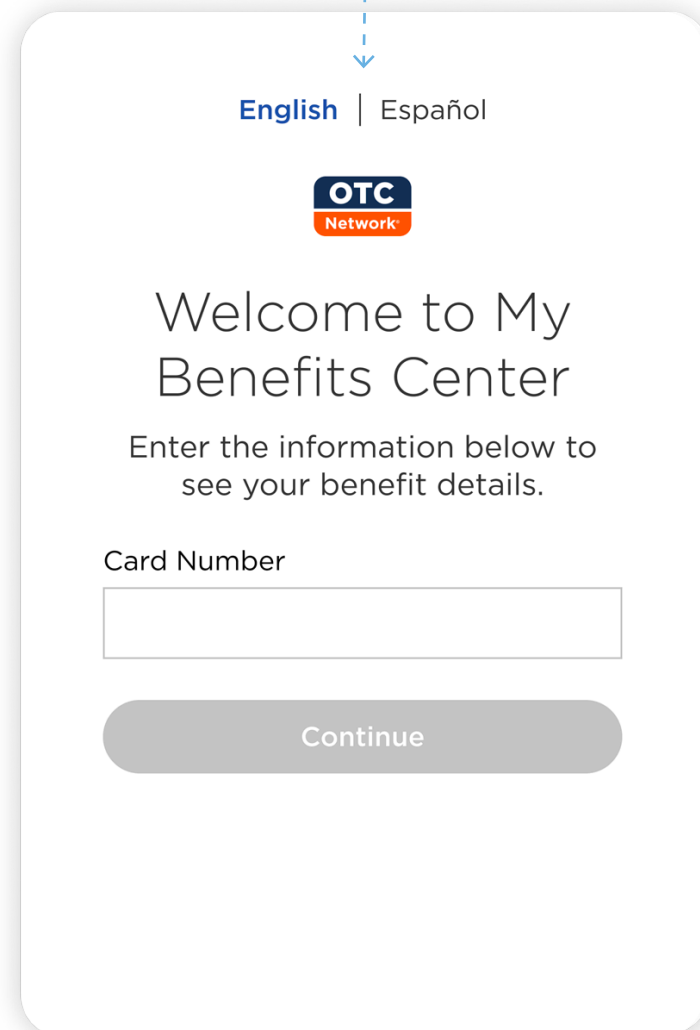 English | Español
OTC
Network®
Welcome to My
Benefits Center
Enter the information below to
see your benefit details.
Card Number
Continue